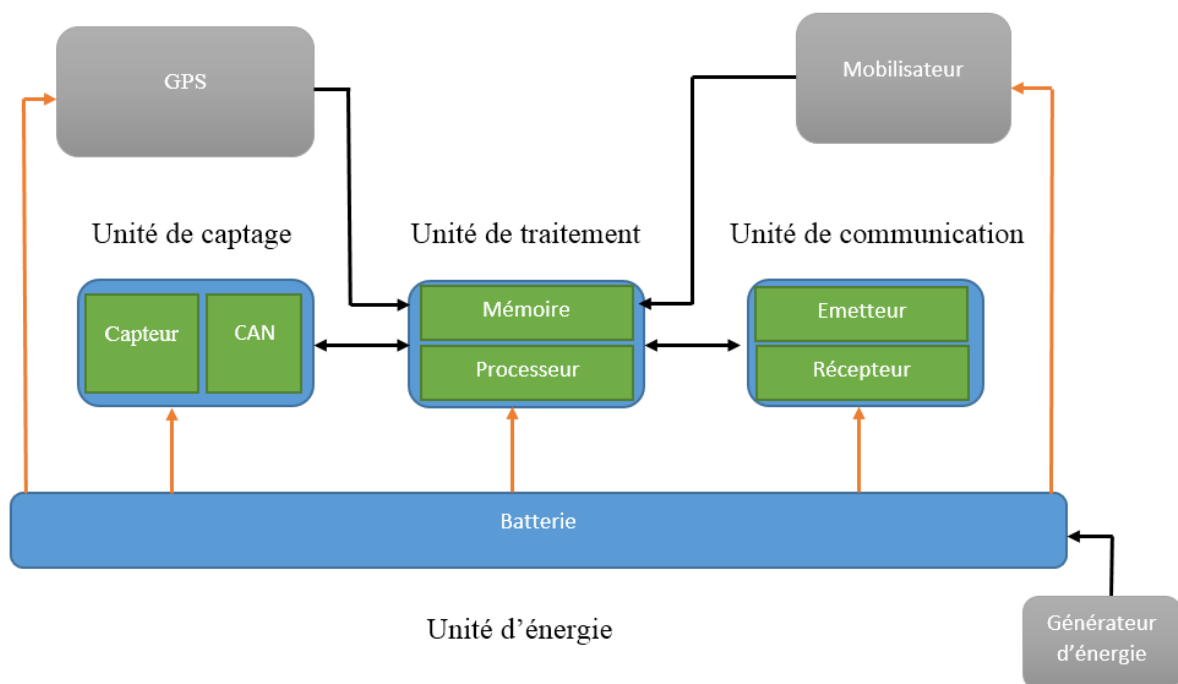 GPS
Mobilisateur
Unité de captage
Unité de traitement
Unité de communication
Capteur
CAN
Mémoire
Processeur
Emetteur
Récepteur
Batterie
Unité d’énergie
Générateur
d’énergie